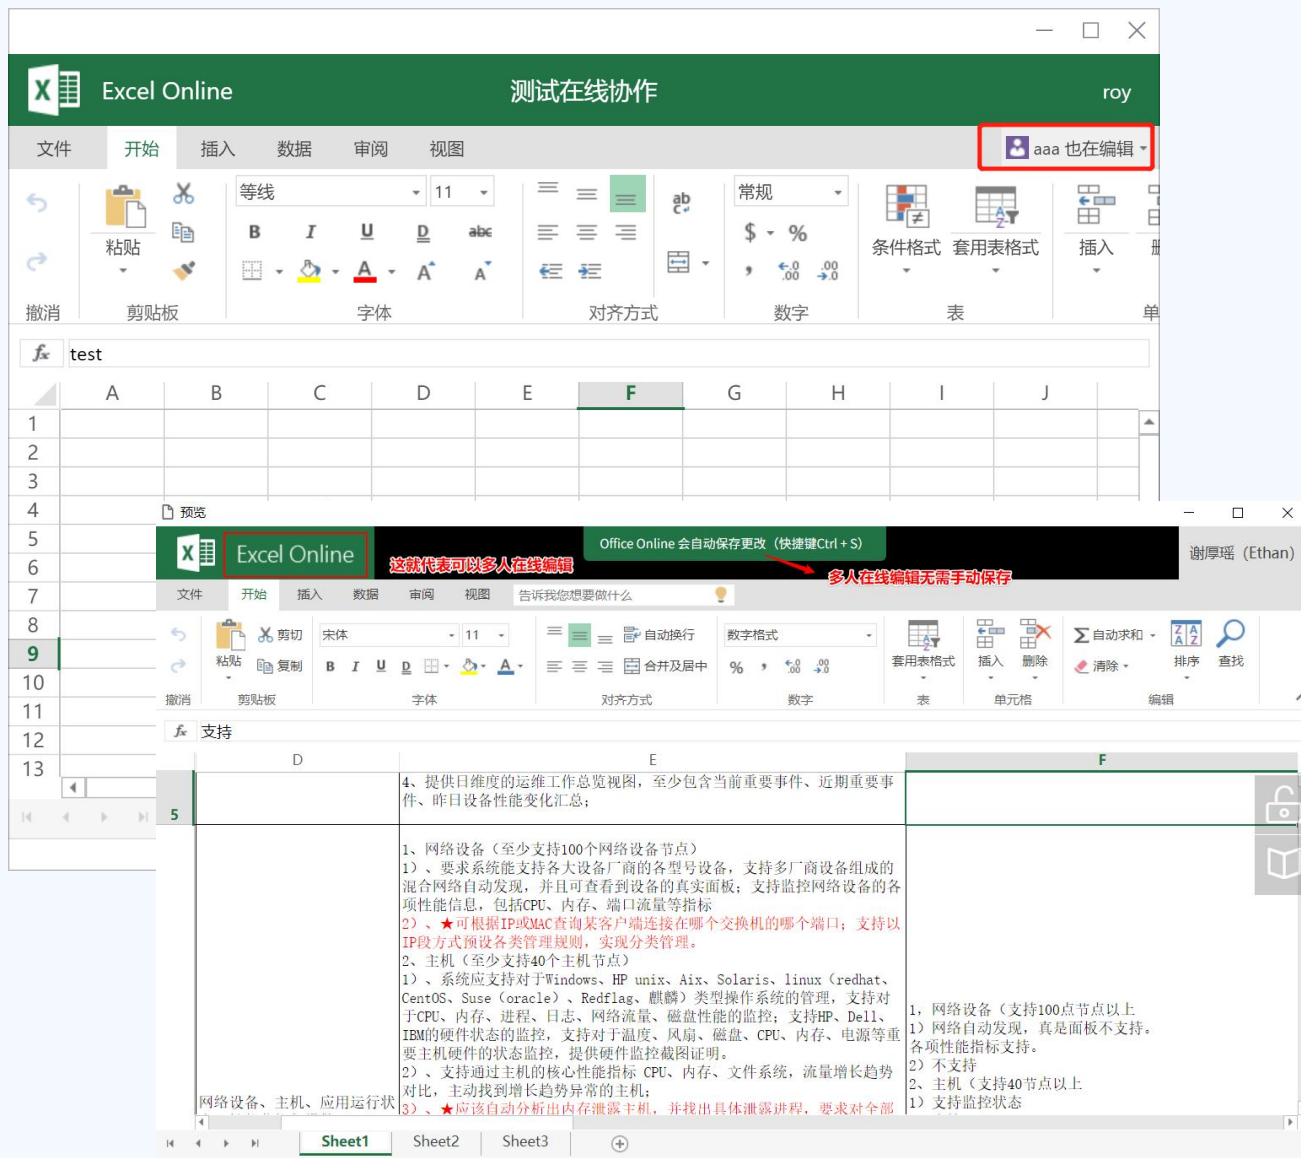 Excel Online
测试在线协作
roy
文件 开始 插入 数据 审阅 视图
aaa 也在编辑
等线 11
常规
粘贴
条件格式 套用表格式 插入
撤消 剪贴板 字体 对齐方式 数字 表 单
fx test
A B C D E F G H I J
1
2
3
4
5
6
7
8
9
10
11
12
13
预览
Excel Online
这就代表可以多人在线编辑
Office Online 会自动保存更改（快捷键Ctrl + S）
多人在线编辑无需手动保存
谢厚瑶（Ethan）
文件 开始 插入 数据 审阅 视图 告诉我您想要做什么
剪切 宋体 11 自动换行 数字格式 自动求和
粘贴 复制 合并及居中 套用表格式 插入 删除 清除 排序 查找
撤消 剪贴板 字体 对齐方式 数字 表 单元格 编辑
fx 支持
D E F
5
4、提供日维度的运维工作总览视图，至少包含当前重要事件、近期重要事
件、昨日设备性能变化汇总；
1、网络设备（至少支持100个网络设备节点）
1）、要求系统能支持各大设备厂商的各型号设备，支持多厂商设备组成的
混合网络自动发现，并且可查看到设备的真实面板；支持监控网络设备的各
项性能信息，包括CPU、内存、端口流量等指标
2）、★可根据IP或MAC查询某客户端连接在哪个交换机的哪个端口；支持以
IP段方式预设各类管理规则，实现分类管理。
2、主机（至少支持40个主机节点）
1）、系统应支持对于Windows、HP unix、Aix、Solaris、linux（redhat、
CentOS、Suse（oracle）、Redflag、麒麟）类型操作系统的管理，支持对
于CPU、内存、进程、日志、网络流量、磁盘性能的监控；支持HP、Dell、
IBM的硬件状态的监控，支持对于温度、风扇、磁盘、CPU、内存、电源等重
要主机硬件的状态监控，提供硬件监控截图证明。
2）、支持通过主机的核心性能指标 CPU、内存、文件系统，流量增长趋势
对比，主动找到增长趋势异常的主机；
3）、★应该自动分析出内存泄露主机，并找出具体泄露进程，要求对全部
网络设备、主机、应用运行状
1，网络设备（支持100点节点以上
1）网络自动发现，真是面板不支持。
各项性能指标支持。
2）不支持
2、主机（支持40节点以上
1）支持监控状态
Sheet1 Sheet2 Sheet3